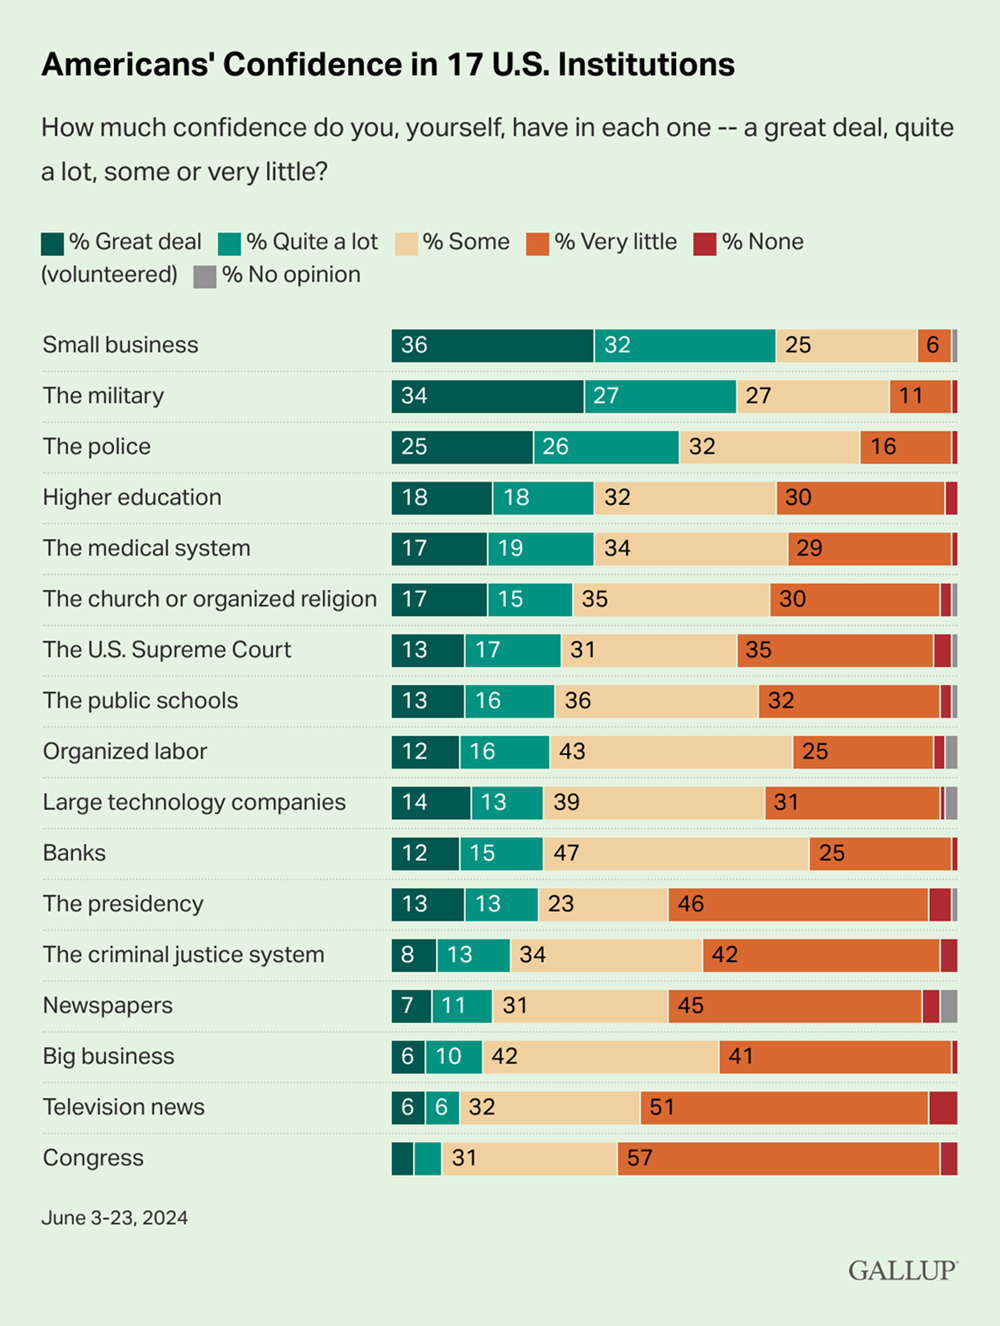 Americans' Confidence in 17 U.S. Institutions
How much confidence do you, yourself, have in each one -- a great deal, quite
a lot, some or very little?
% Great deal % Quite a lot % Some % Very little % None
(volunteered) % No opinion
Small business 36 32 25 6
The military 34 27 27 11
The police 25 26 32 16
Higher education 18 18 32 30
The medical system 17 19 34 29
The church or organized religion 17 15 35 30
The U.S. Supreme Court 13 17 31 35
The public schools 13 16 36 32
Organized labor 12 16 43 25
Large technology companies 14 13 39 31
Banks 12 15 47 25
The presidency 13 13 23 46
The criminal justice system 8 13 34 42
Newspapers 7 11 31 45
Big business 6 10 42 41
Television news 6 6 32 51
Congress 31 57
June 3-23, 2024
GALLUP